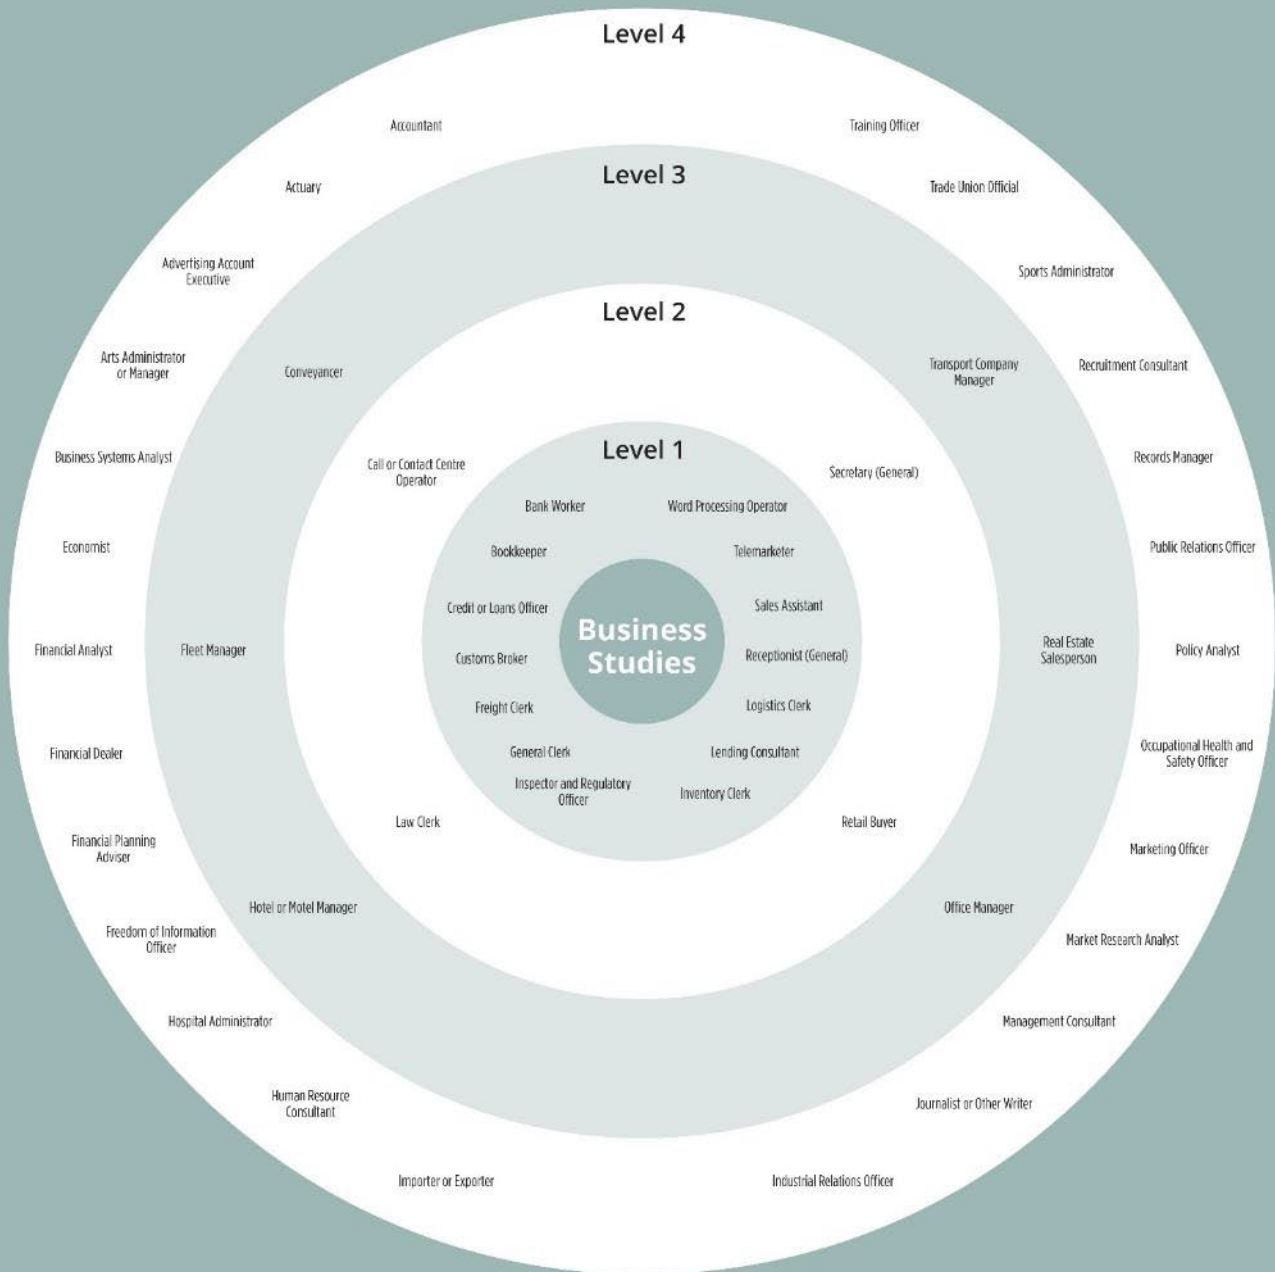 Level 4
Accountant
Training Officer
Actuary
Trade Union Official
Advertising Account
Executive
Sports Administrator
Arts Administrator
or Manager
Recruitment Consultant
Business Systems Analyst
Records Manager
Economist
Public Relations Officer
Financial Analyst
Policy Analyst
Financial Dealer
Occupational Health and
Safety Officer
Financial Planning
Adviser
Marketing Officer
Freedom of Information
Officer
Market Research Analyst
Hospital Administrator
Management Consultant
Human Resource
Consultant
Journalist or Other Writer
Importer or Exporter
Industrial Relations Officer
Level 3
Conveyancer
Transport Company
Manager
Fleet Manager
Real Estate
Salesperson
Hotel or Motel Manager
Office Manager
Level 2
Call or Contact Centre
Operator
Secretary (General)
Law Clerk
Retail Buyer
Level 1
Bank Worker
Word Processing Operator
Bookkeeper
Telemarketer
Credit or Loans Officer
Sales Assistant
Customs Broker
Receptionist (General)
Freight Clerk
Logistics Clerk
General Clerk
Lending Consultant
Inspector and Regulatory
Officer
Inventory Clerk
Business
Studies